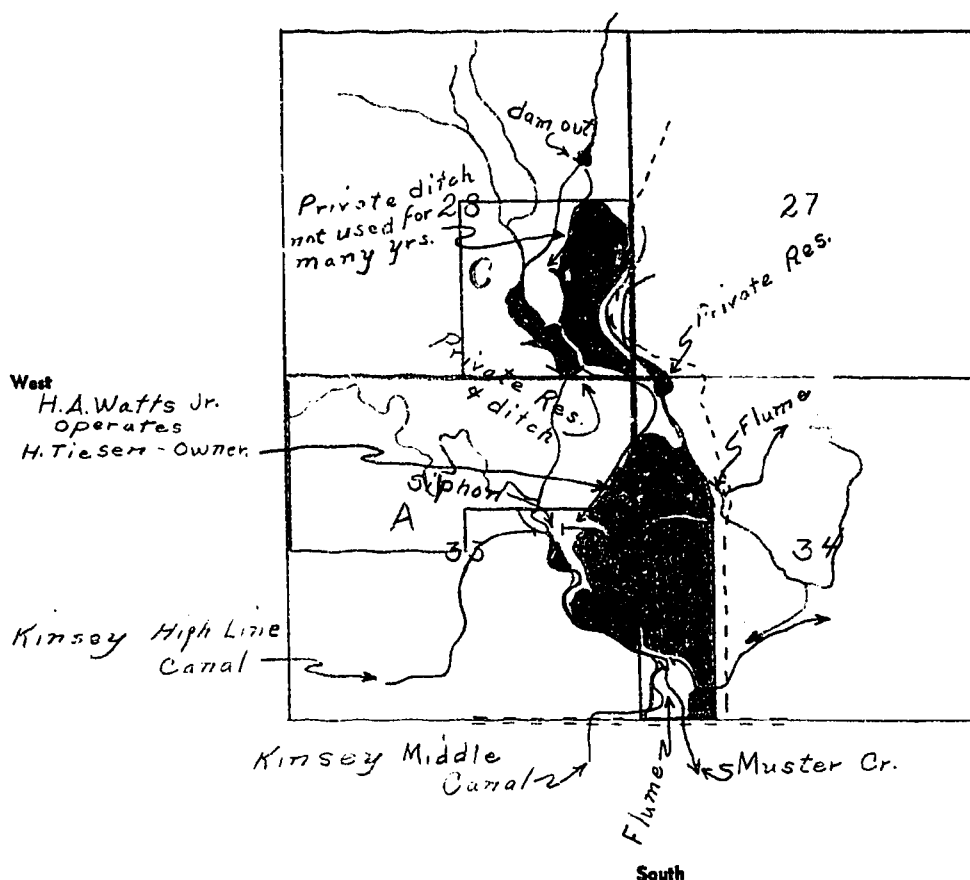 dam out
Private ditch
28
not used for
many yrs.
27
C
Private Res.
Private Res.
& ditch
West
H.A. Watts Jr.
operates
H. Tiesen - Owner.
Flume
Siphon
A
33
34
Kinsey High Line
Canal
Kinsey Middle
Canal
Flume
Muster Cr.
South